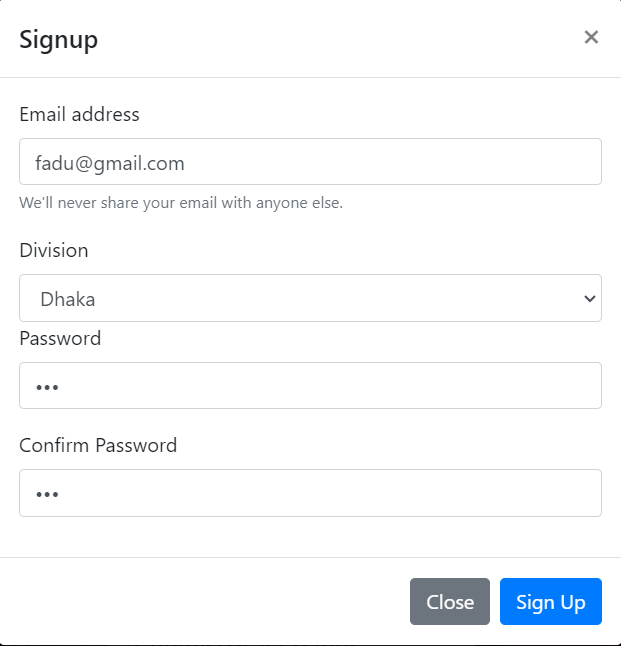 Signup ×
Email address
fadu@gmail.com
We'll never share your email with anyone else.
Division
Dhaka
Password
•••
Confirm Password
•••
Close Sign Up